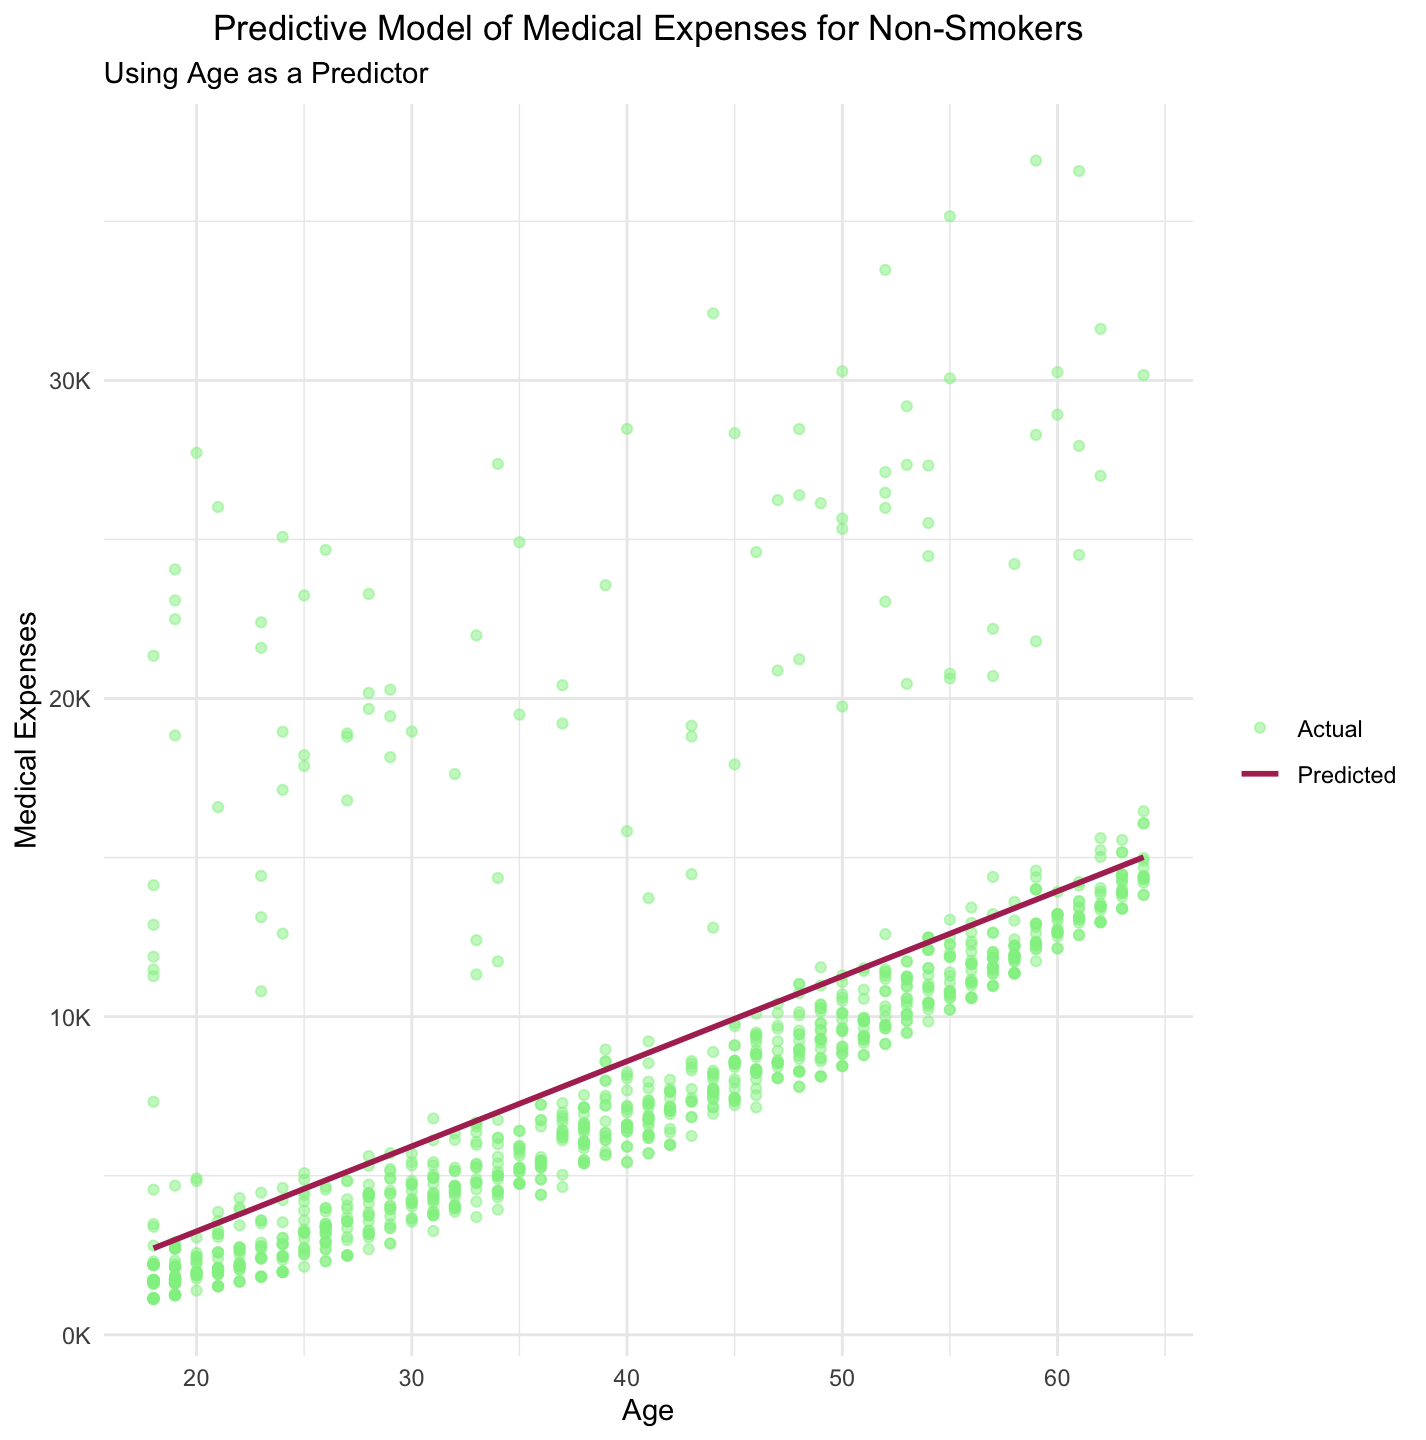 Predictive Model of Medical Expenses for Non-Smokers
Using Age as a Predictor
Medical Expenses
30K
20K
10K
0K
20
30
40
50
60
Age
Actual
Predicted